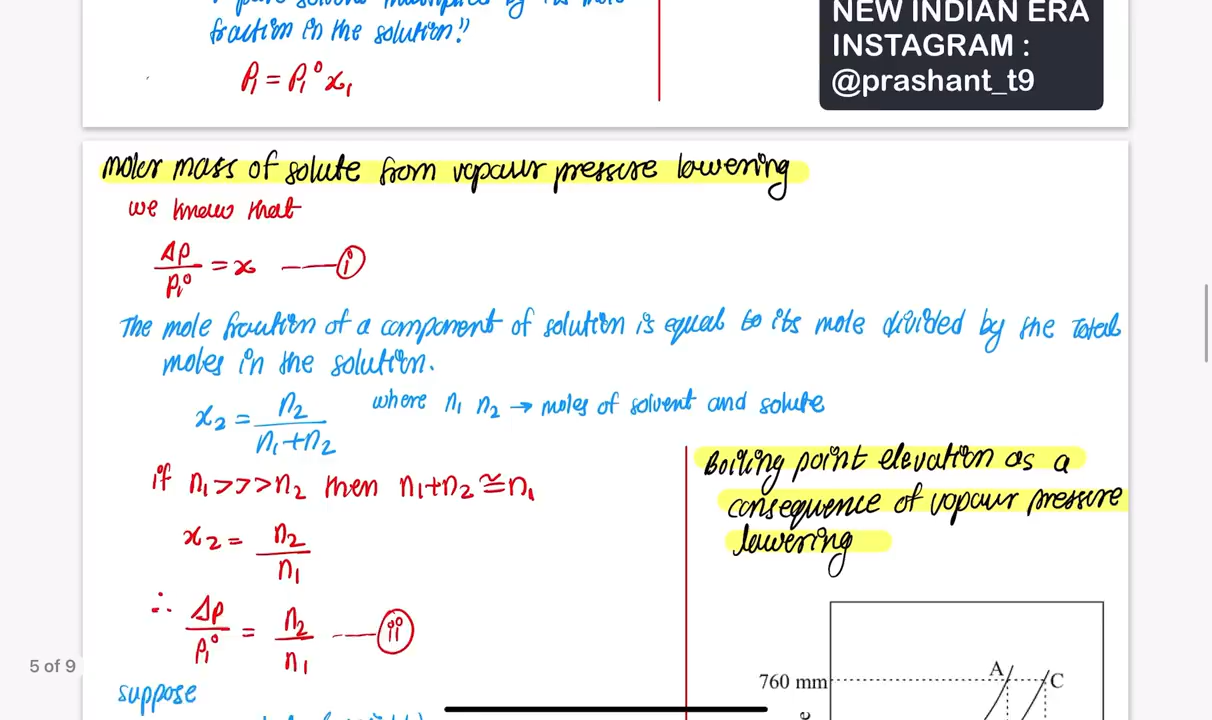 fraction in the solution."
P₁ = P₁° x₁
NEW INDIAN ERA
INSTAGRAM :
@prashant_t9
molar mass of solute from vapour pressure lowering
we know that
ΔP/P₁° = x —— (i)
The mole fraction of a component of solution is equal to its mole divided by the total
moles in the solution.
x₂ = n₂/(n₁+n₂) where n₁ n₂ → moles of solvent and solute
if n₁>>>n₂ then n₁+n₂ ≅ n₁
x₂ = n₂/n₁
∴ ΔP/P₁° = n₂/n₁ —— (ii)
suppose
Boiling point elevation as a
consequence of vapour pressure
lowering
A
C
760 mm
5 of 9